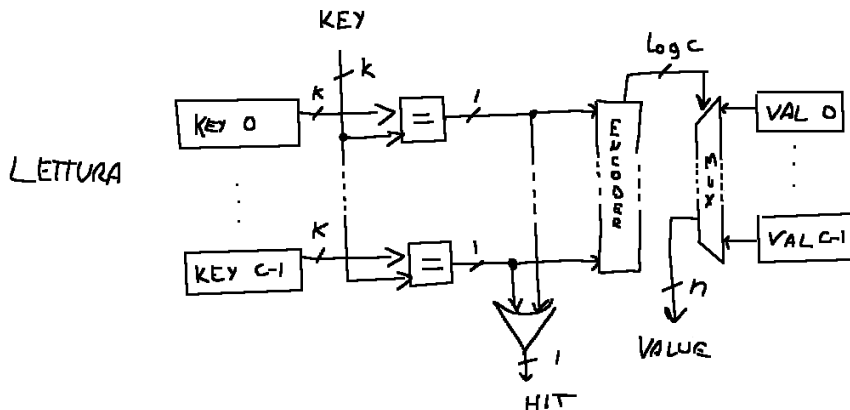 KEY
k
log c
k
1
KEY 0
=
ENCODER
MUX
VAL 0
LETTURA
K
1
KEY C-1
=
VAL C-1
n
1
VALUE
HIT